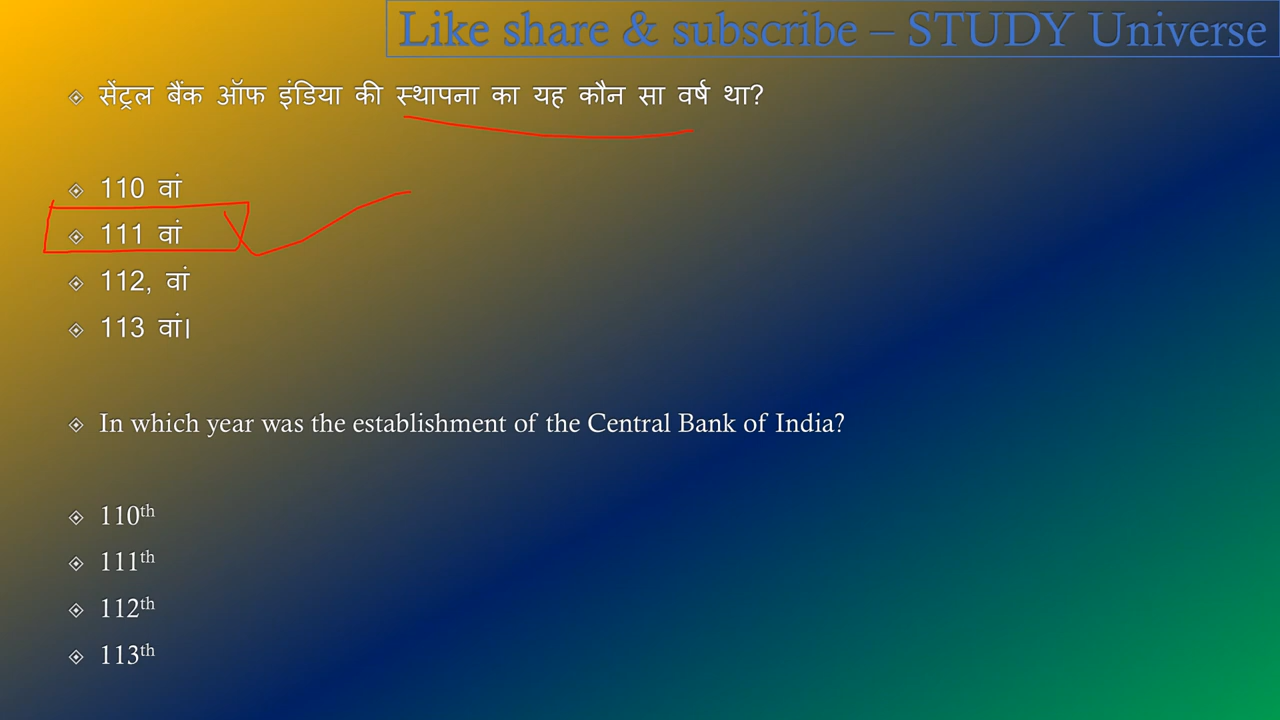 Like share & subscribe – STUDY Universe
सेंट्रल बैंक ऑफ इंडिया की स्थापना का यह कौन सा वर्ष था?
110 वां
111 वां
112, वां
113 वां।
In which year was the establishment of the Central Bank of India?
110th
111th
112th
113th